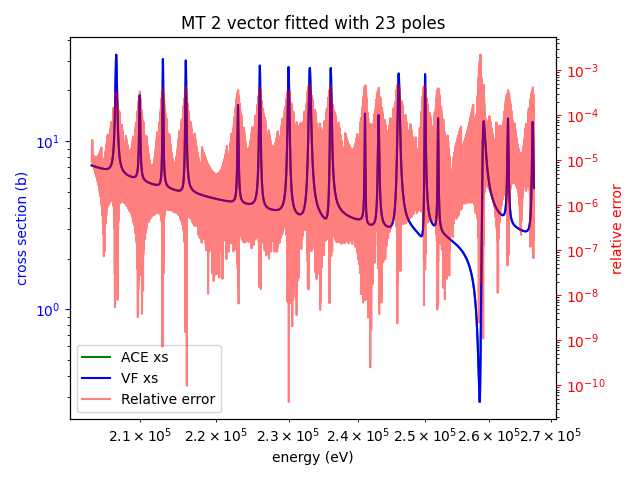 MT 2 vector fitted with 23 poles
cross section (b)
10¹
10⁰
10⁻³
10⁻⁴
10⁻⁵
10⁻⁶
10⁻⁷
10⁻⁸
10⁻⁹
10⁻¹⁰
relative error
ACE xs
VF xs
Relative error
2.1 × 10⁵ 2.2 × 10⁵ 2.3 × 10⁵ 2.4 × 10⁵ 2.5 × 10⁵ 2.6 × 10⁵ 2.7 × 10⁵
energy (eV)